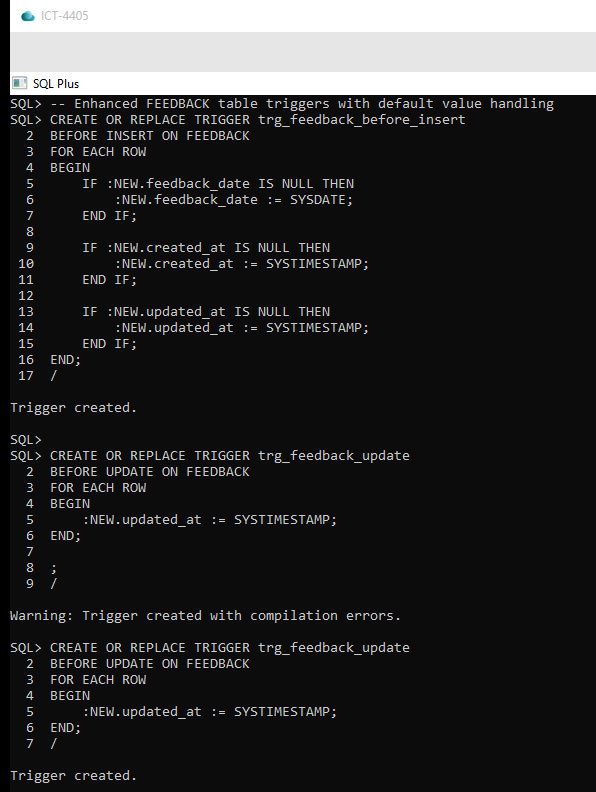 ICT-4405
SQL Plus
SQL> -- Enhanced FEEDBACK table triggers with default value handling
SQL> CREATE OR REPLACE TRIGGER trg_feedback_before_insert
  2  BEFORE INSERT ON FEEDBACK
  3  FOR EACH ROW
  4  BEGIN
  5      IF :NEW.feedback_date IS NULL THEN
  6          :NEW.feedback_date := SYSDATE;
  7      END IF;
  8
  9      IF :NEW.created_at IS NULL THEN
 10          :NEW.created_at := SYSTIMESTAMP;
 11      END IF;
 12
 13      IF :NEW.updated_at IS NULL THEN
 14          :NEW.updated_at := SYSTIMESTAMP;
 15      END IF;
 16  END;
 17  /
Trigger created.
SQL>
SQL> CREATE OR REPLACE TRIGGER trg_feedback_update
  2  BEFORE UPDATE ON FEEDBACK
  3  FOR EACH ROW
  4  BEGIN
  5      :NEW.updated_at := SYSTIMESTAMP;
  6  END;
  7
  8  ;
  9  /
Warning: Trigger created with compilation errors.
SQL> CREATE OR REPLACE TRIGGER trg_feedback_update
  2  BEFORE UPDATE ON FEEDBACK
  3  FOR EACH ROW
  4  BEGIN
  5      :NEW.updated_at := SYSTIMESTAMP;
  6  END;
  7  /
Trigger created.